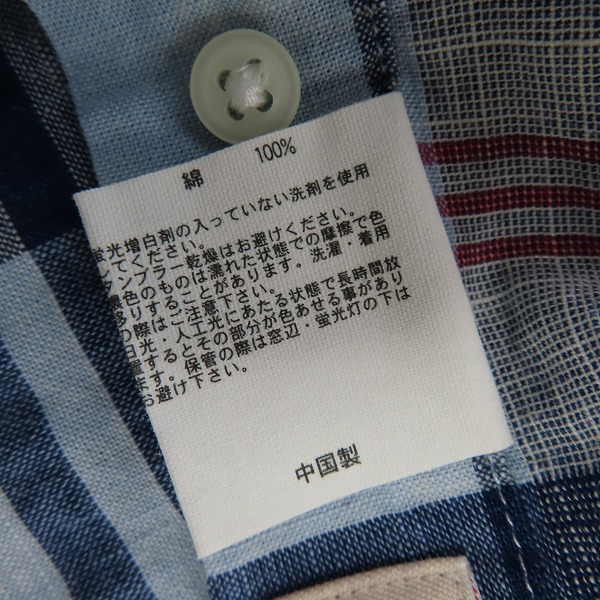 綿 100%
蛍光増白剤の入っていない洗剤を使用
してください。
タンブラー乾燥はお避けください。
濃色のものは濡れた状態での摩擦で色
移りすることがあります。洗濯・着用
の際はご注意下さい。
日光・人工光にあたる状態で長時間放
置するとその部分が色あせる事があり
ます。保管の際は窓辺・蛍光灯の下は
お避け下さい。
中国製